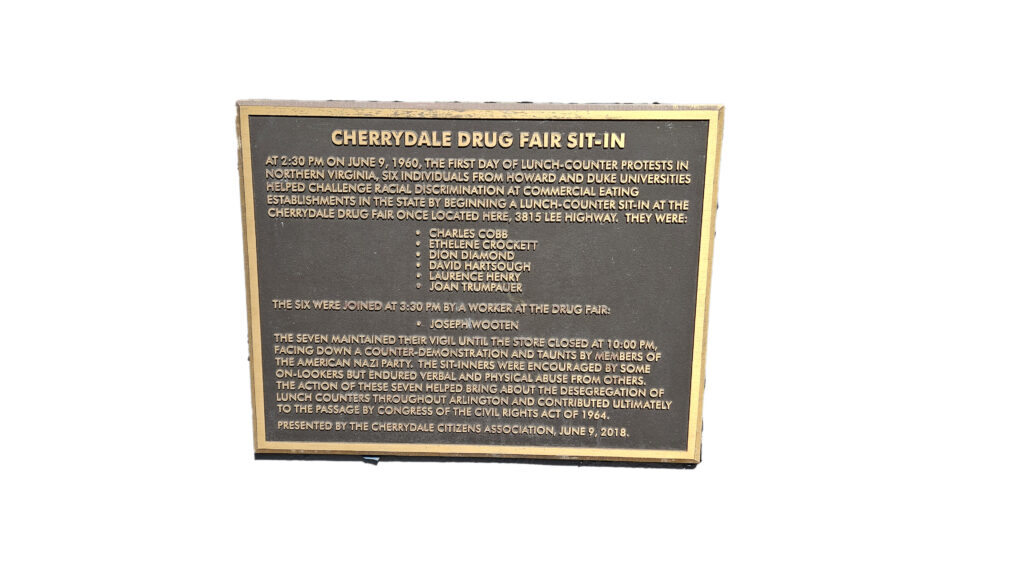 CHERRYDALE DRUG FAIR SIT-IN
AT 2:30 PM ON JUNE 9, 1960, THE FIRST DAY OF LUNCH-COUNTER PROTESTS IN
NORTHERN VIRGINIA, SIX INDIVIDUALS FROM HOWARD AND DUKE UNIVERSITIES
HELPED CHALLENGE RACIAL DISCRIMINATION AT COMMERCIAL EATING
ESTABLISHMENTS IN THE STATE BY BEGINNING A LUNCH-COUNTER SIT-IN AT THE
CHERRYDALE DRUG FAIR ONCE LOCATED HERE, 3815 LEE HIGHWAY. THEY WERE:
• CHARLES COBB
• ETHELENE CROCKETT
• DION DIAMOND
• DAVID HARTSOUGH
• LAURENCE HENRY
• JOAN TRUMPAUER
THE SIX WERE JOINED AT 3:30 PM BY A WORKER AT THE DRUG FAIR:
• JOSEPH WOOTEN
THE SEVEN MAINTAINED THEIR VIGIL UNTIL THE STORE CLOSED AT 10:00 PM,
FACING DOWN A COUNTER-DEMONSTRATION AND TAUNTS BY MEMBERS OF
THE AMERICAN NAZI PARTY. THE SIT-INNERS WERE ENCOURAGED BY SOME
ON-LOOKERS BUT ENDURED VERBAL AND PHYSICAL ABUSE FROM OTHERS.
THE ACTION OF THESE SEVEN HELPED BRING ABOUT THE DESEGREGATION OF
LUNCH COUNTERS THROUGHOUT ARLINGTON AND CONTRIBUTED ULTIMATELY
TO THE PASSAGE BY CONGRESS OF THE CIVIL RIGHTS ACT OF 1964.
PRESENTED BY THE CHERRYDALE CITIZENS ASSOCIATION, JUNE 9, 2018.